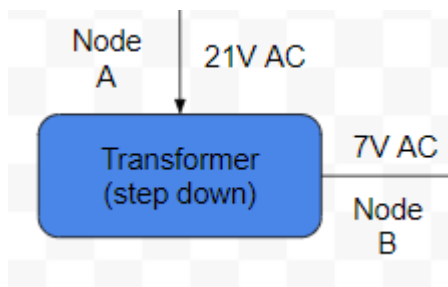 Node
A
21V AC
Transformer
(step down)
7V AC
Node
B